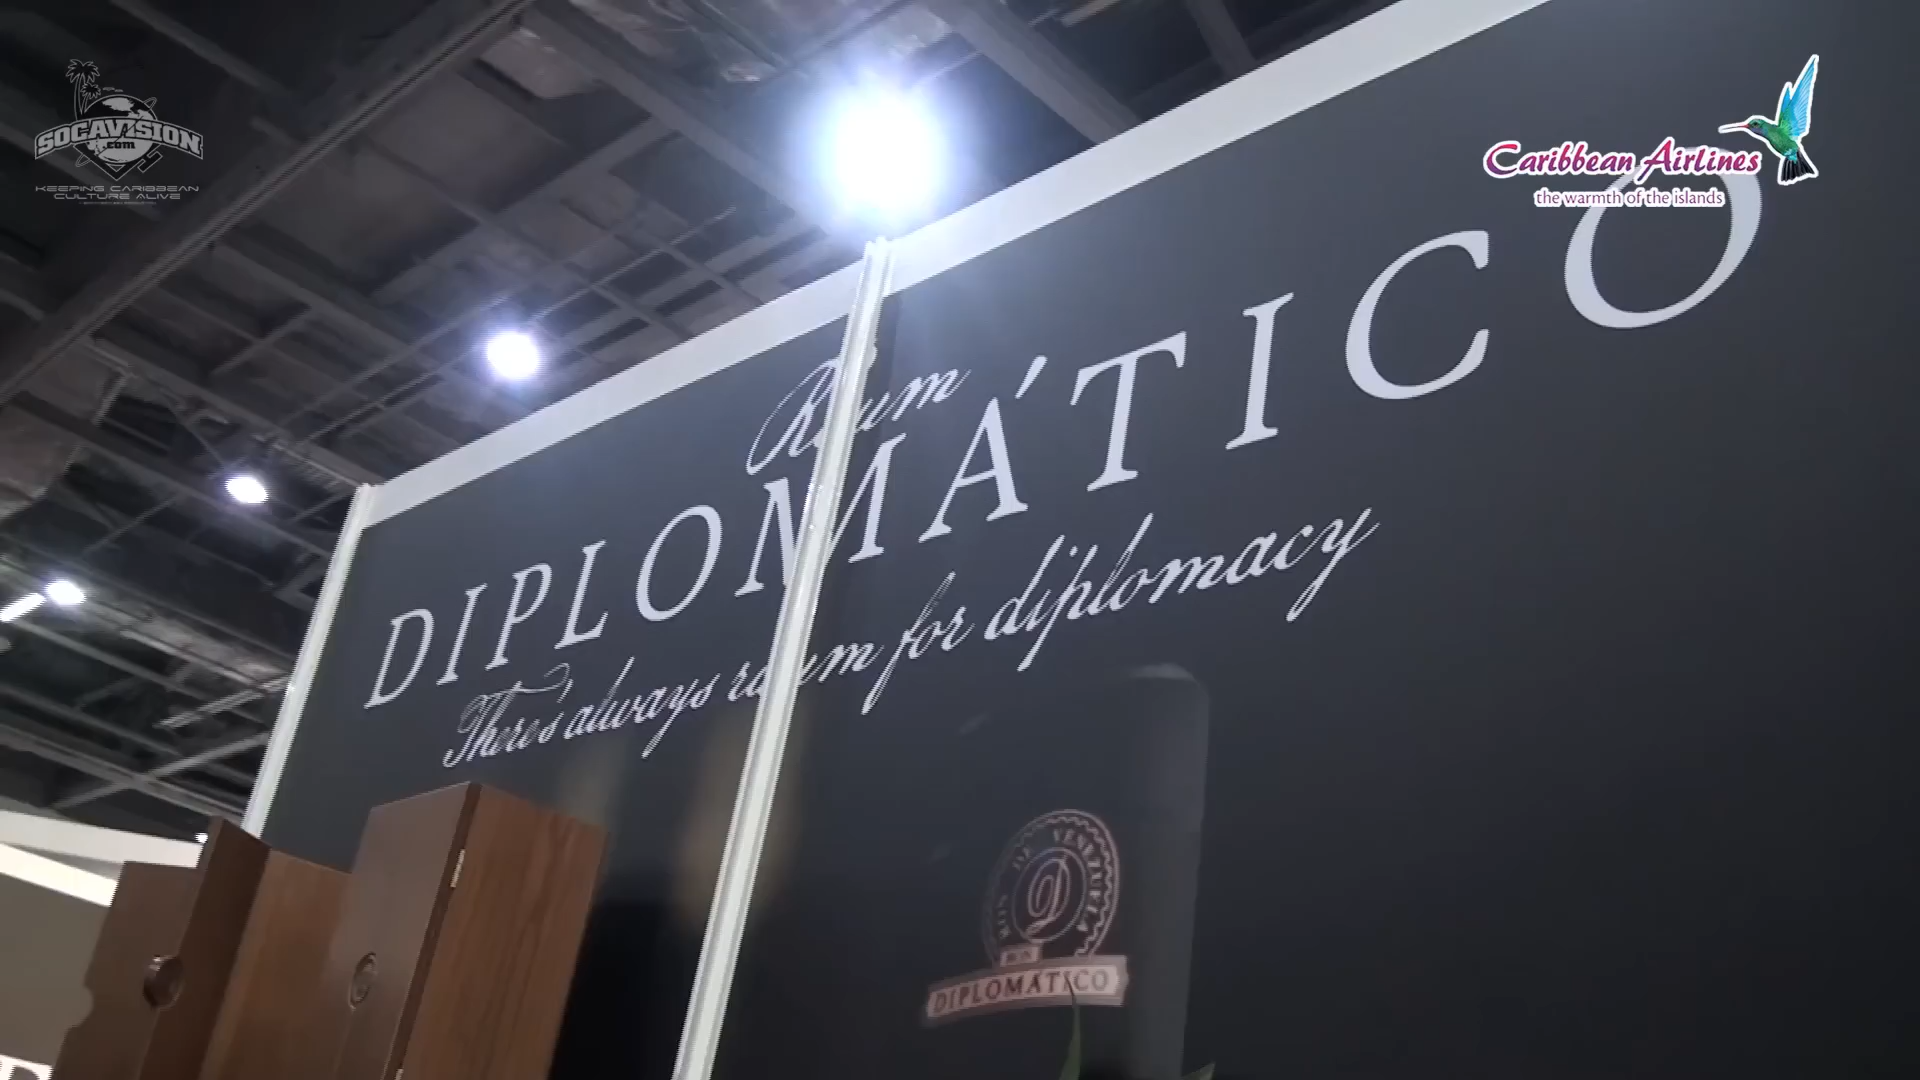 SOCAVISION
.com
KEEPING CARIBBEAN
CULTURE ALIVE
Caribbean Airlines
the warmth of the islands
Rum
DIPLOMÁTICO
There's always room for diplomacy
RON DE VENEZUELA
D
RON
DIPLOMÁTICO